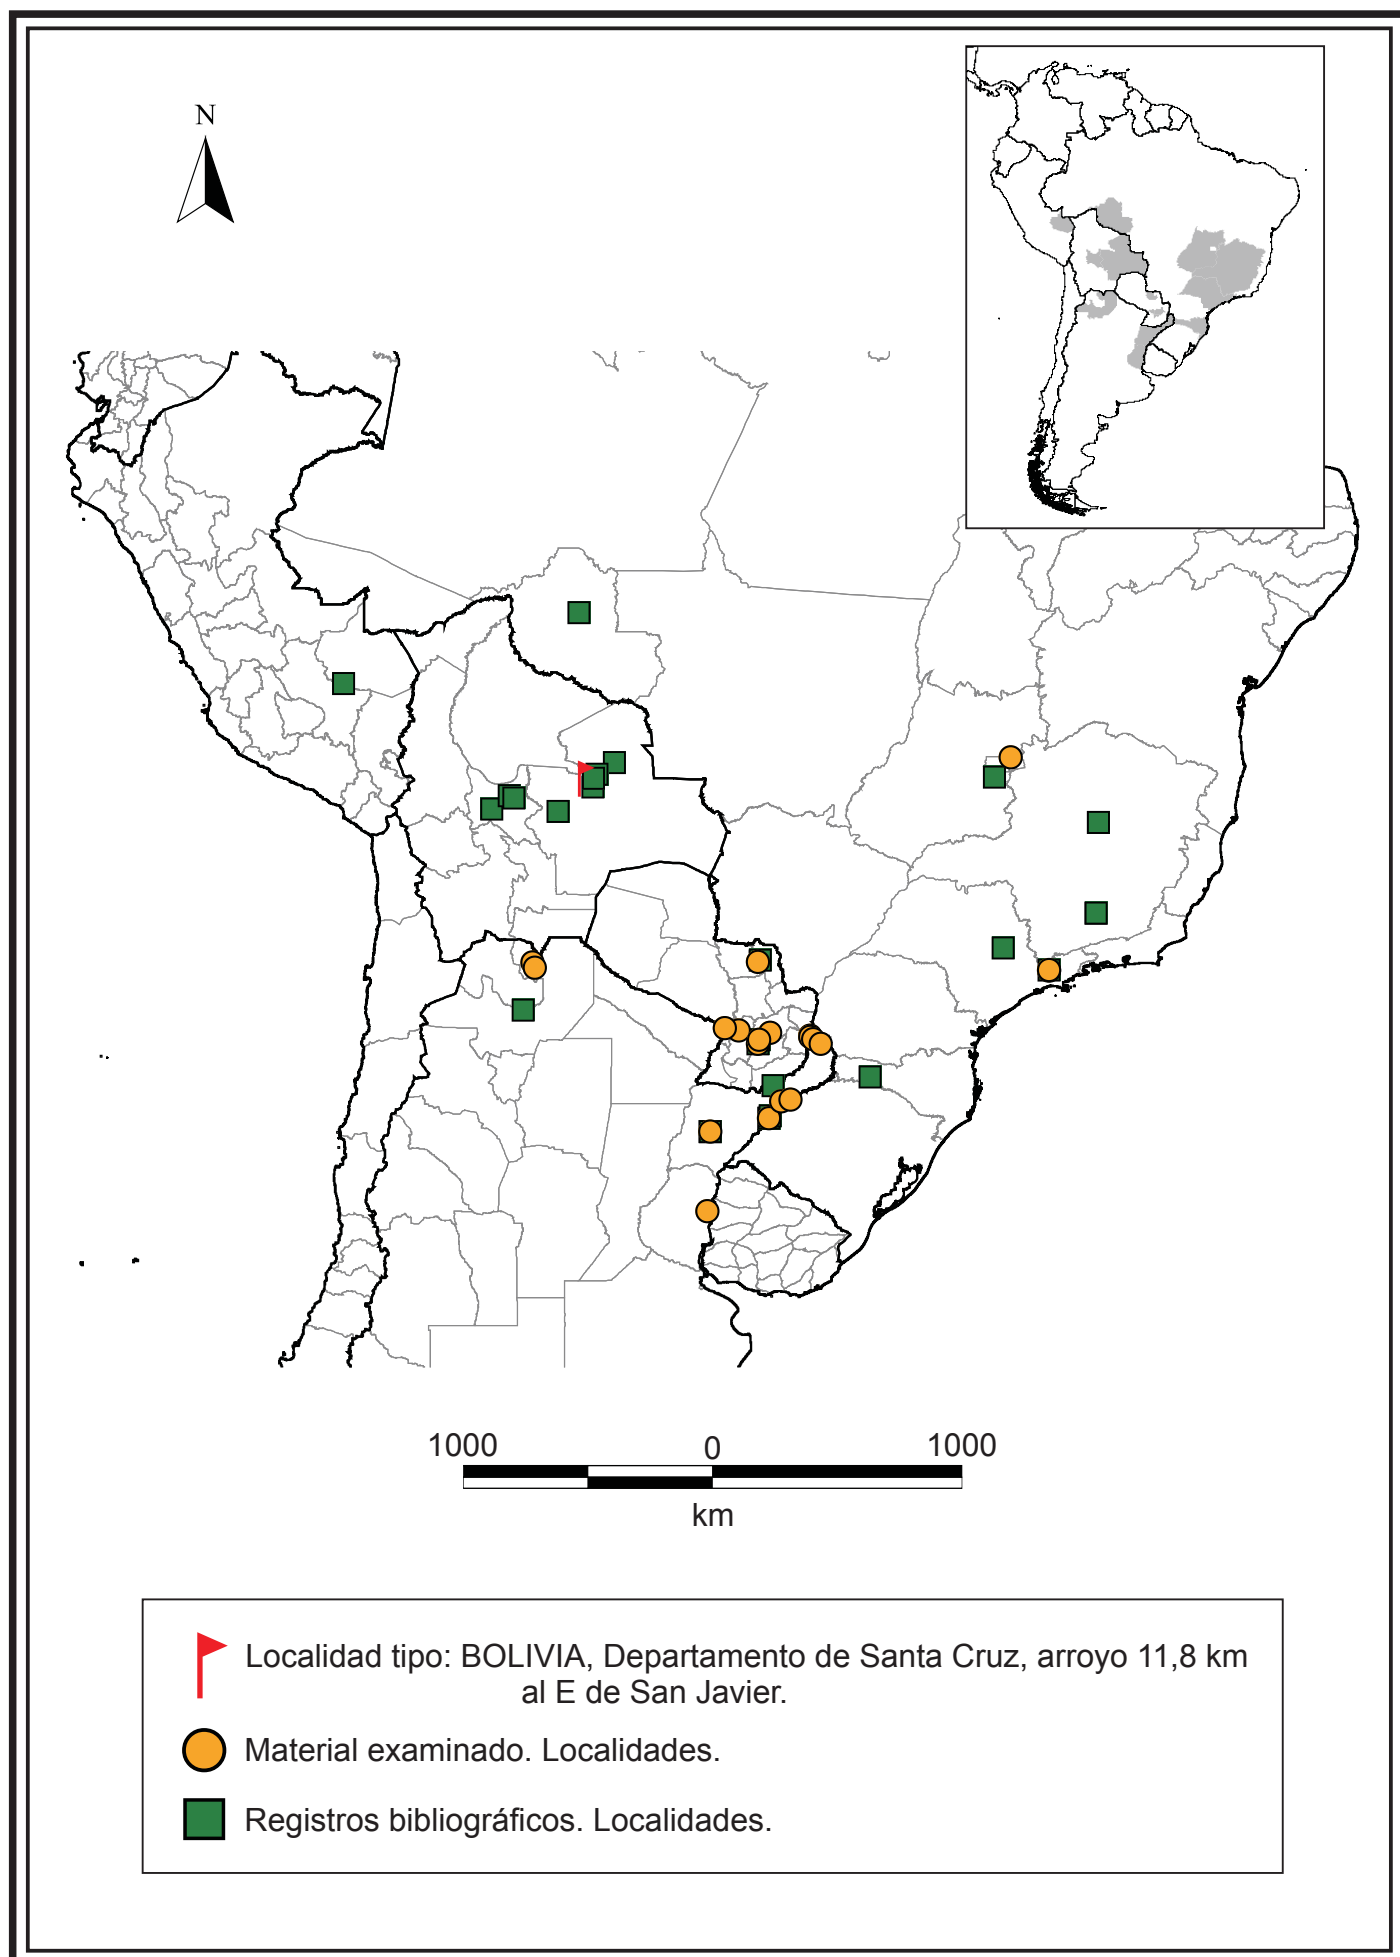 N
1000 0 1000
km
Localidad tipo: BOLIVIA, Departamento de Santa Cruz, arroyo 11,8 km
al E de San Javier.
Material examinado. Localidades.
Registros bibliográficos. Localidades.